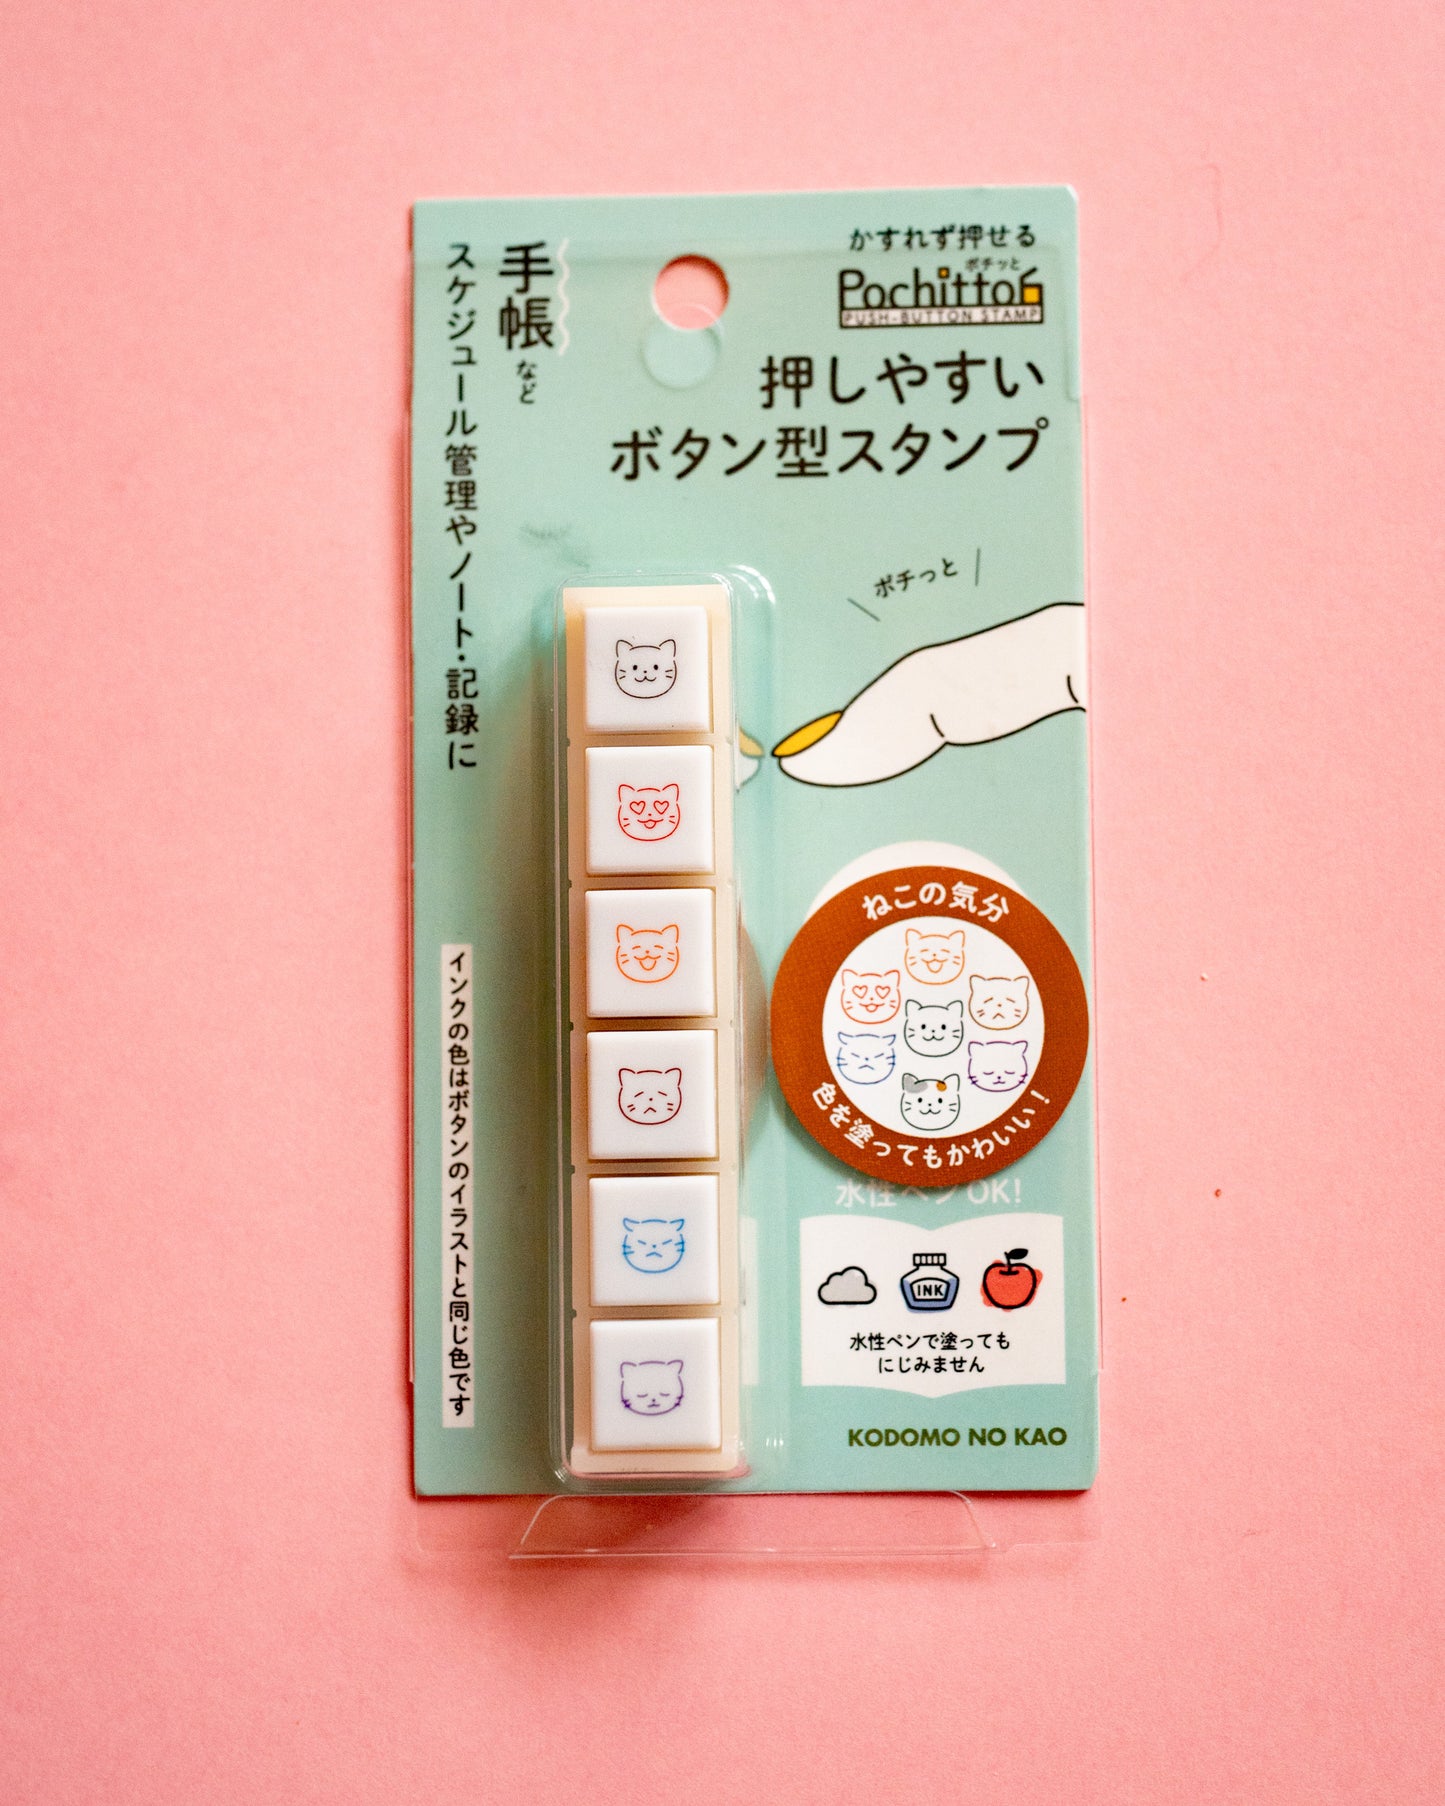 手帳など
スケジュール管理やノート・記録に
かすれず押せる
ポチッと
Pochitto6
PUSH-BUTTON STAMP
押しやすい
ボタン型スタンプ
ポチっと
ねこの気分
色を塗ってもかわいい!
水性ペンOK!
INK
水性ペンで塗っても
にじみません
インクの色はボタンのイラストと同じ色です
KODOMO NO KAO